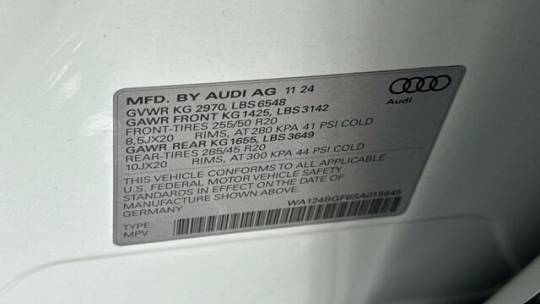 MFD. BY AUDI AG 11 24
GVWR KG 2970, LBS 6548
GAWR FRONT KG 1425, LBS 3142
FRONT-TIRES 255/50 R20
8,5JX20 RIMS, AT 280 KPA 41 PSI COLD
GAWR REAR KG 1655, LBS 3649
REAR-TIRES 285/45 R20
10JX20 RIMS, AT 300 KPA 44 PSI COLD
THIS VEHICLE CONFORMS TO ALL APPLICABLE
U.S. FEDERAL MOTOR VEHICLE SAFETY
STANDARDS IN EFFECT ON THE DATE OF
MANUFACTURE SHOWN ABOVE.
GERMANY
WA124BGF6SA015645
TYPE:
MPV
Audi